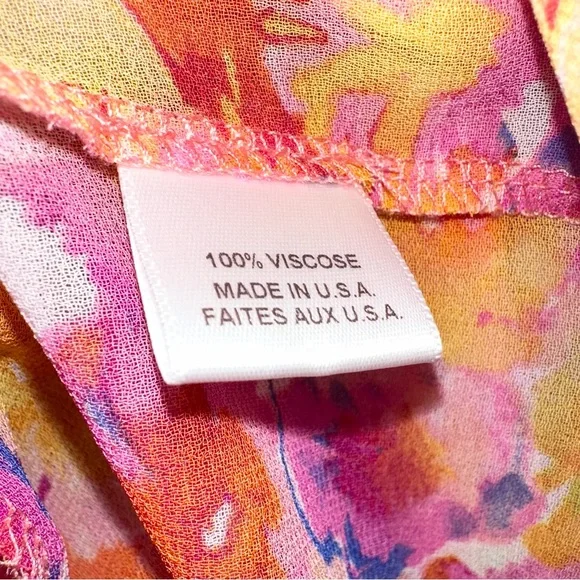 100% VISCOSE
MADE IN U.S.A.
FAITES AUX U.S.A.